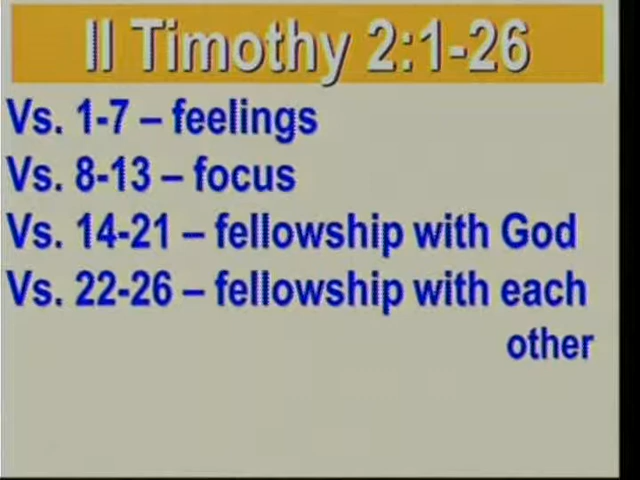 II Timothy 2:1-26
Vs. 1-7 – feelings
Vs. 8-13 – focus
Vs. 14-21 – fellowship with God
Vs. 22-26 – fellowship with each
other